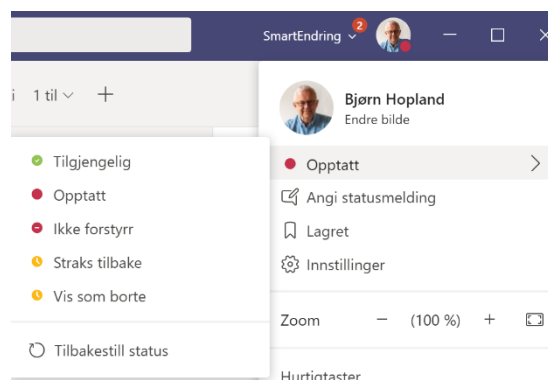 SmartEndring 2
i 1 til +
Bjørn Hopland
Endre bilde
Opptatt
Angi statusmelding
Lagret
Innstillinger
Zoom − (100 %) +
Hurtigtaster
Tilgjengelig
Opptatt
Ikke forstyrr
Straks tilbake
Vis som borte
Tilbakestill status